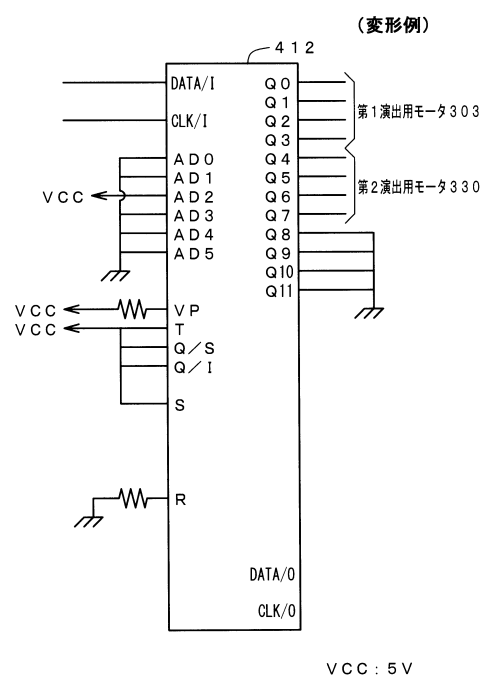 (変形例)
412
DATA/I
CLK/I
AD0
AD1
VCC
AD2
AD3
AD4
AD5
VCC
VP
VCC
T
Q/S
Q/I
S
R
Q0
Q1
Q2
Q3
Q4
Q5
Q6
Q7
Q8
Q9
Q10
Q11
第1演出用モータ303
第2演出用モータ330
DATA/O
CLK/O
VCC:5V